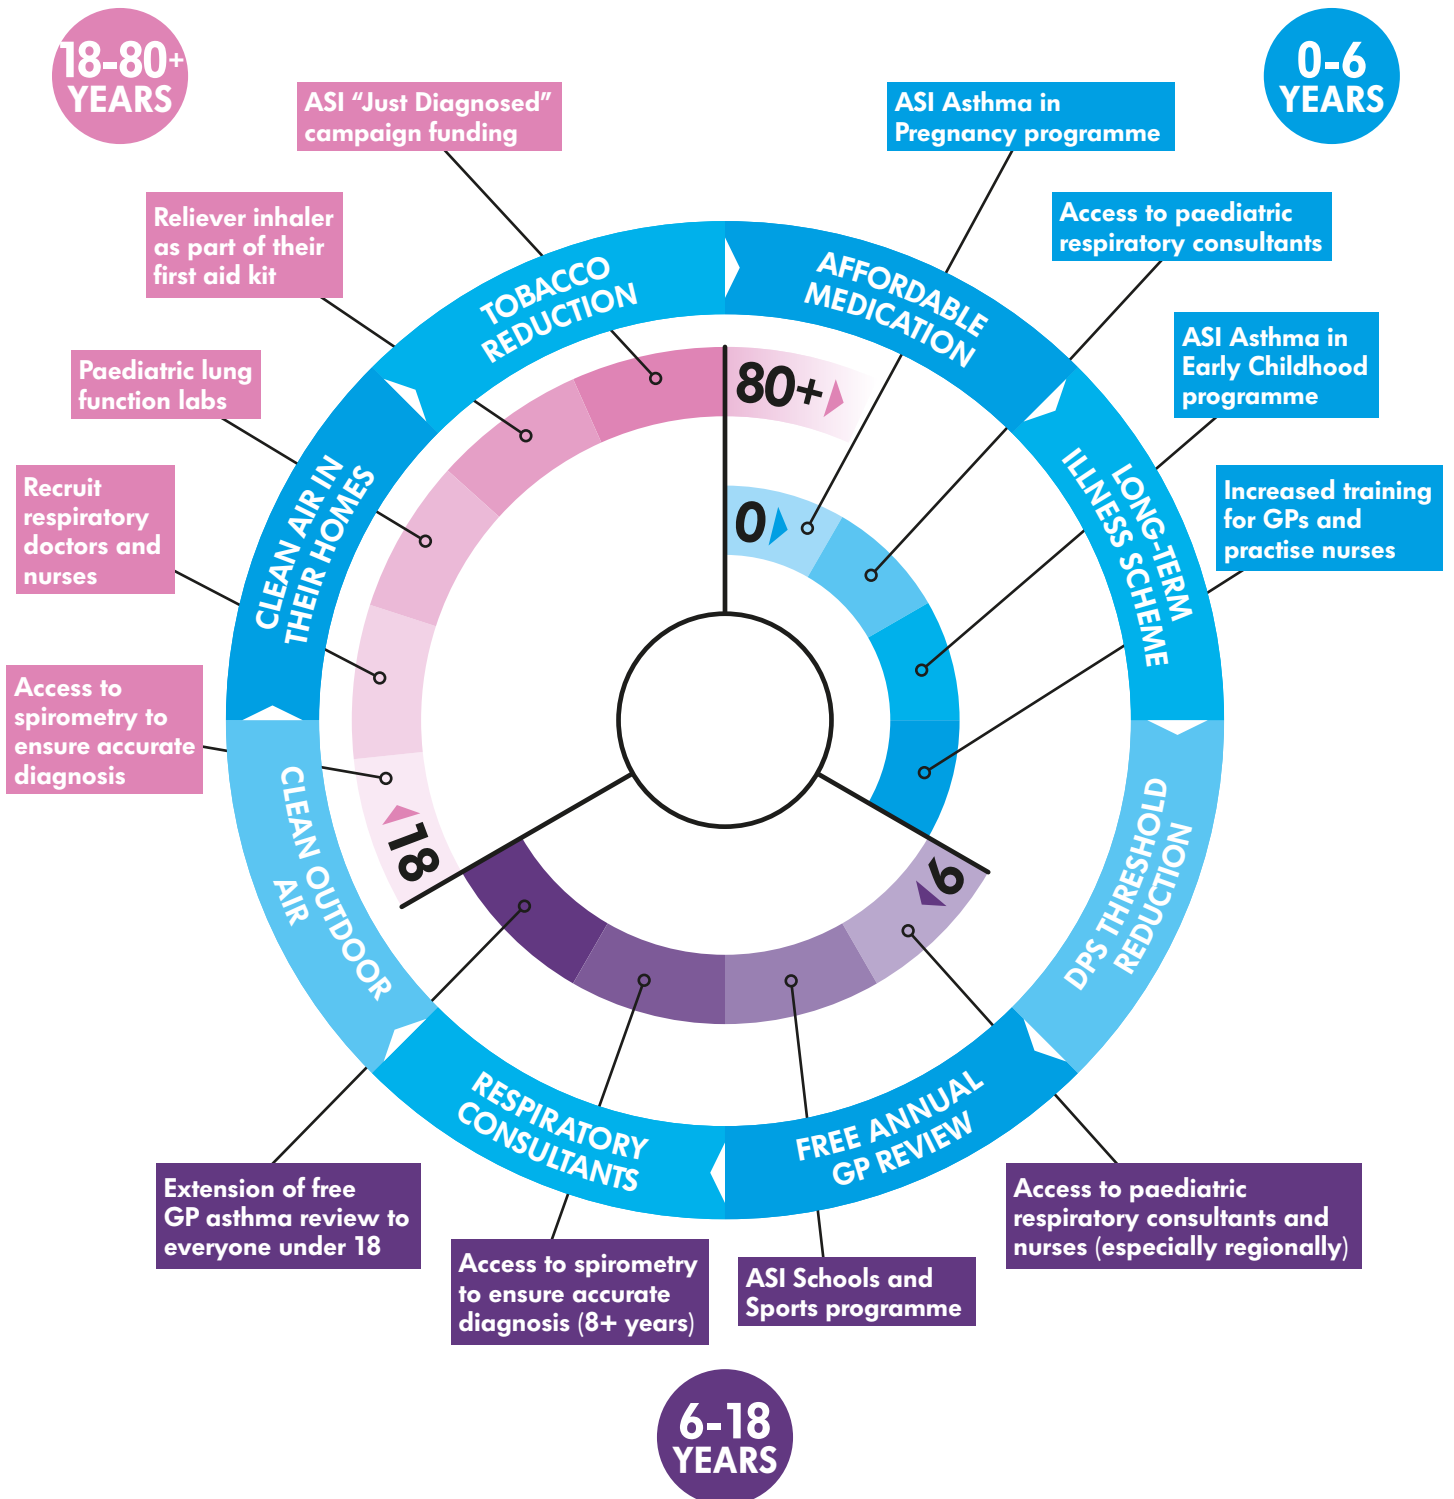 18-80+
YEARS
0-6
YEARS
ASI “Just Diagnosed”
campaign funding
ASI Asthma in
Pregnancy programme
Reliever inhaler
as part of their
first aid kit
Access to paediatric
respiratory consultants
Paediatric lung
function labs
ASI Asthma in
Early Childhood
programme
Recruit
respiratory
doctors and
nurses
Increased training
for GPs and
practise nurses
Access to
spirometry to
ensure accurate
diagnosis
TOBACCO
REDUCTION
AFFORDABLE
MEDICATION
LONG-TERM
ILLNESS SCHEME
DPS THRESHOLD
REDUCTION
FREE ANNUAL
GP REVIEW
RESPIRATORY
CONSULTANTS
CLEAN OUTDOOR
AIR
CLEAN AIR IN
THEIR HOMES
80+
0
6
18
Extension of free
GP asthma review to
everyone under 18
Access to spirometry
to ensure accurate
diagnosis (8+ years)
ASI Schools and
Sports programme
Access to paediatric
respiratory consultants and
nurses (especially regionally)
6-18
YEARS